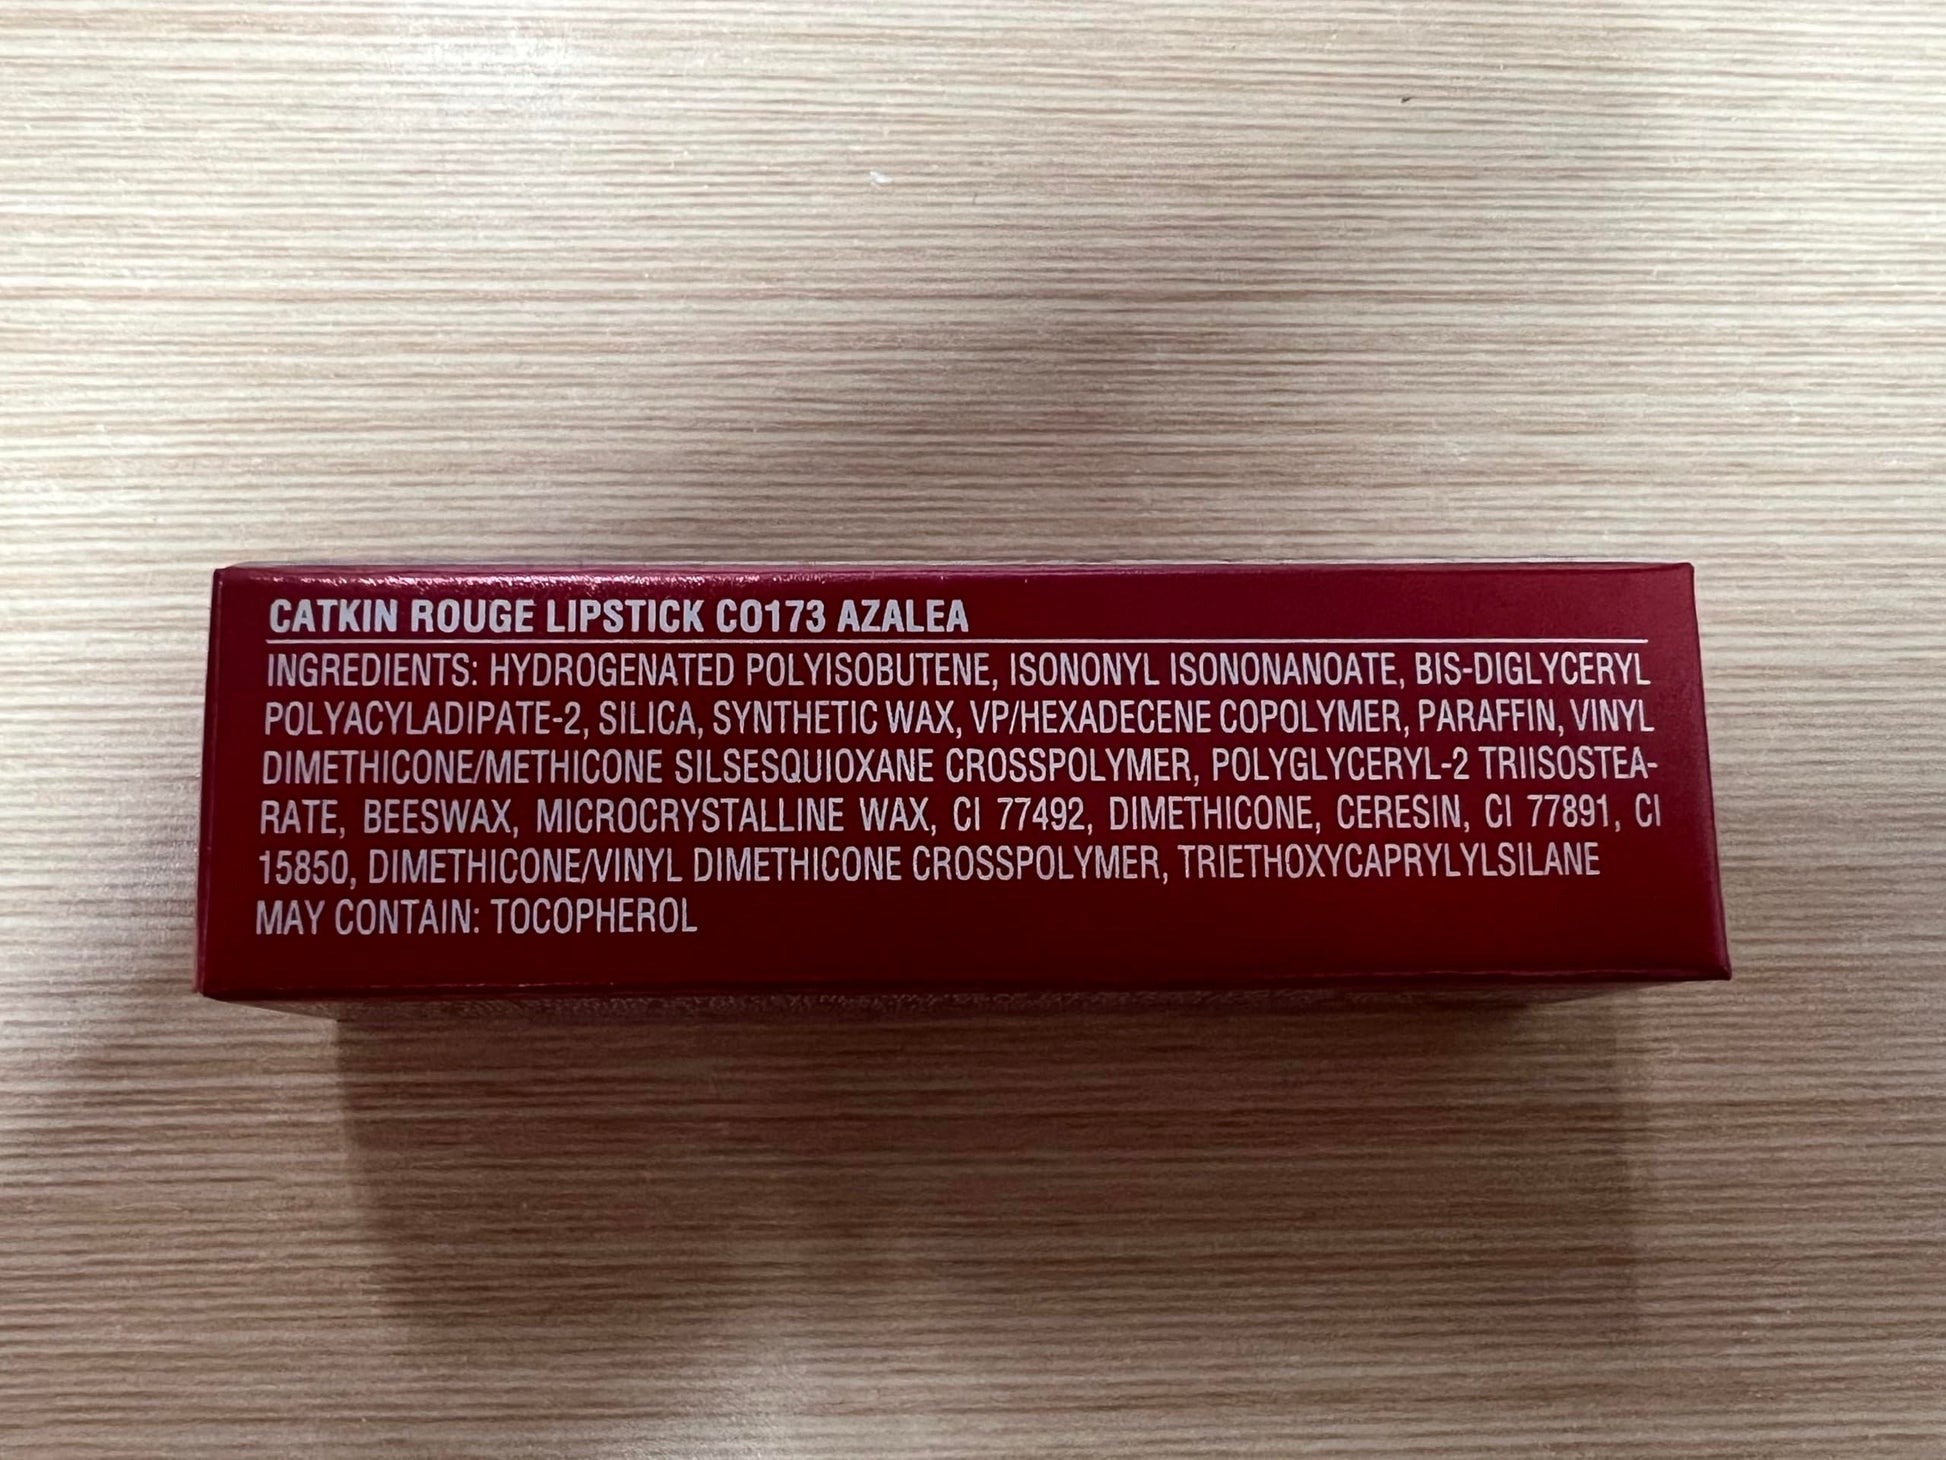 CATKIN ROUGE LIPSTICK CO173 AZALEA
INGREDIENTS: HYDROGENATED POLYISOBUTENE, ISONONYL ISONONANOATE, BIS-DIGLYCERYL
POLYACYLADIPATE-2, SILICA, SYNTHETIC WAX, VP/HEXADECENE COPOLYMER, PARAFFIN, VINYL
DIMETHICONE/METHICONE SILSESQUIOXANE CROSSPOLYMER, POLYGLYCERYL-2 TRIISOSTEA-
RATE, BEESWAX, MICROCRYSTALLINE WAX, CI 77492, DIMETHICONE, CERESIN, CI 77891, CI
15850, DIMETHICONE/VINYL DIMETHICONE CROSSPOLYMER, TRIETHOXYCAPRYLYLSILANE
MAY CONTAIN: TOCOPHEROL